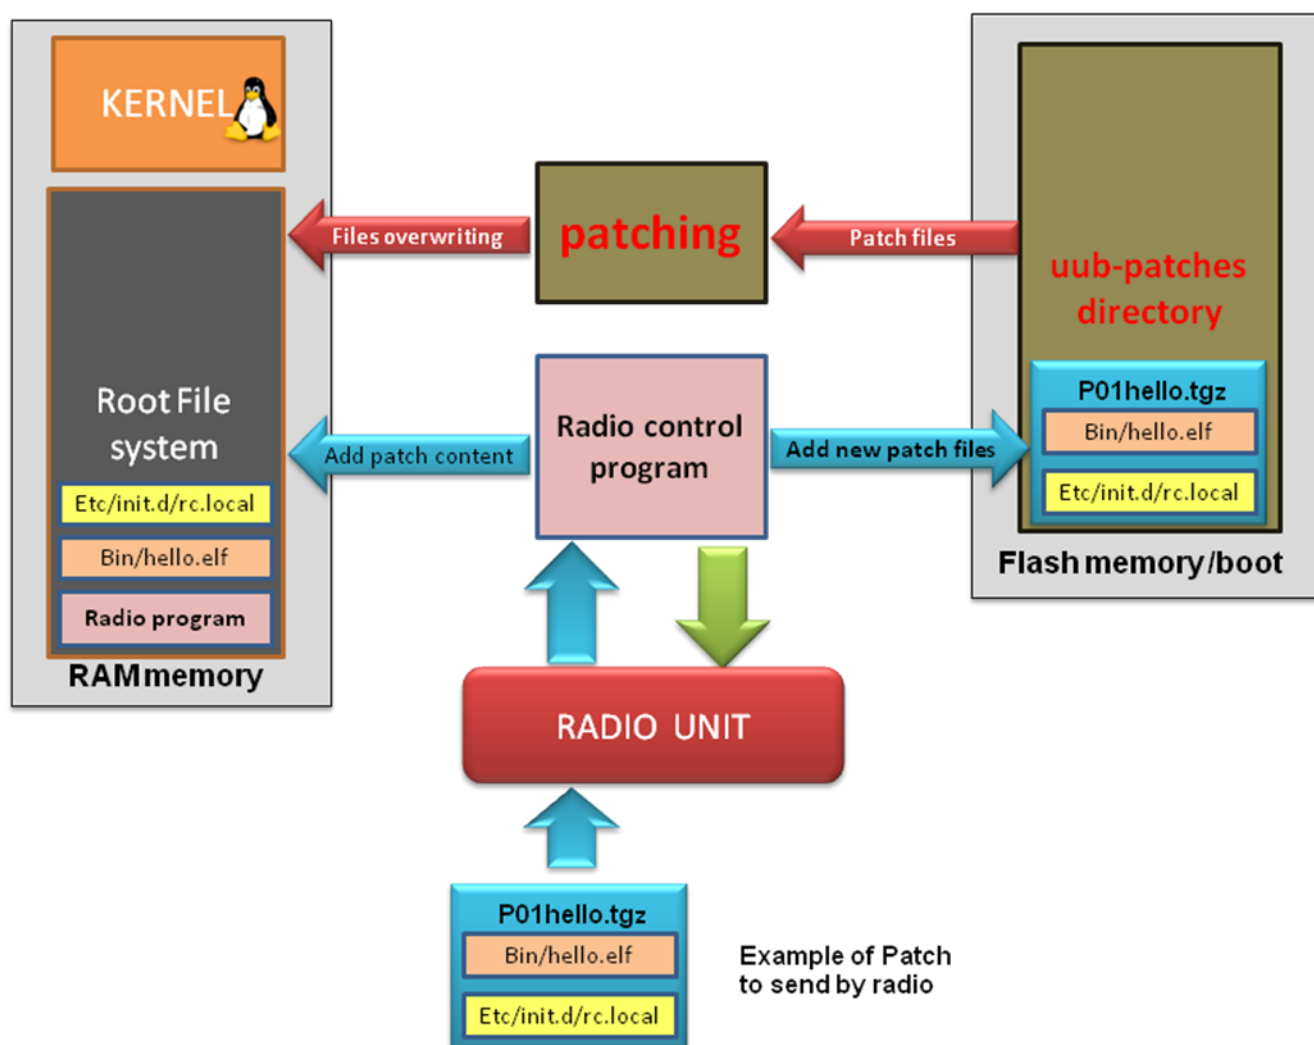 KERNEL
Root File
system
Etc/init.d/rc.local
Bin/hello.elf
Radio program
RAM memory
Files overwriting
patching
Patch files
Add patch content
Radio control
program
Add new patch files
uub-patches
directory
P01hello.tgz
Bin/hello.elf
Etc/init.d/rc.local
Flash memory/boot
RADIO UNIT
P01hello.tgz
Bin/hello.elf
Etc/init.d/rc.local
Example of Patch
to send by radio